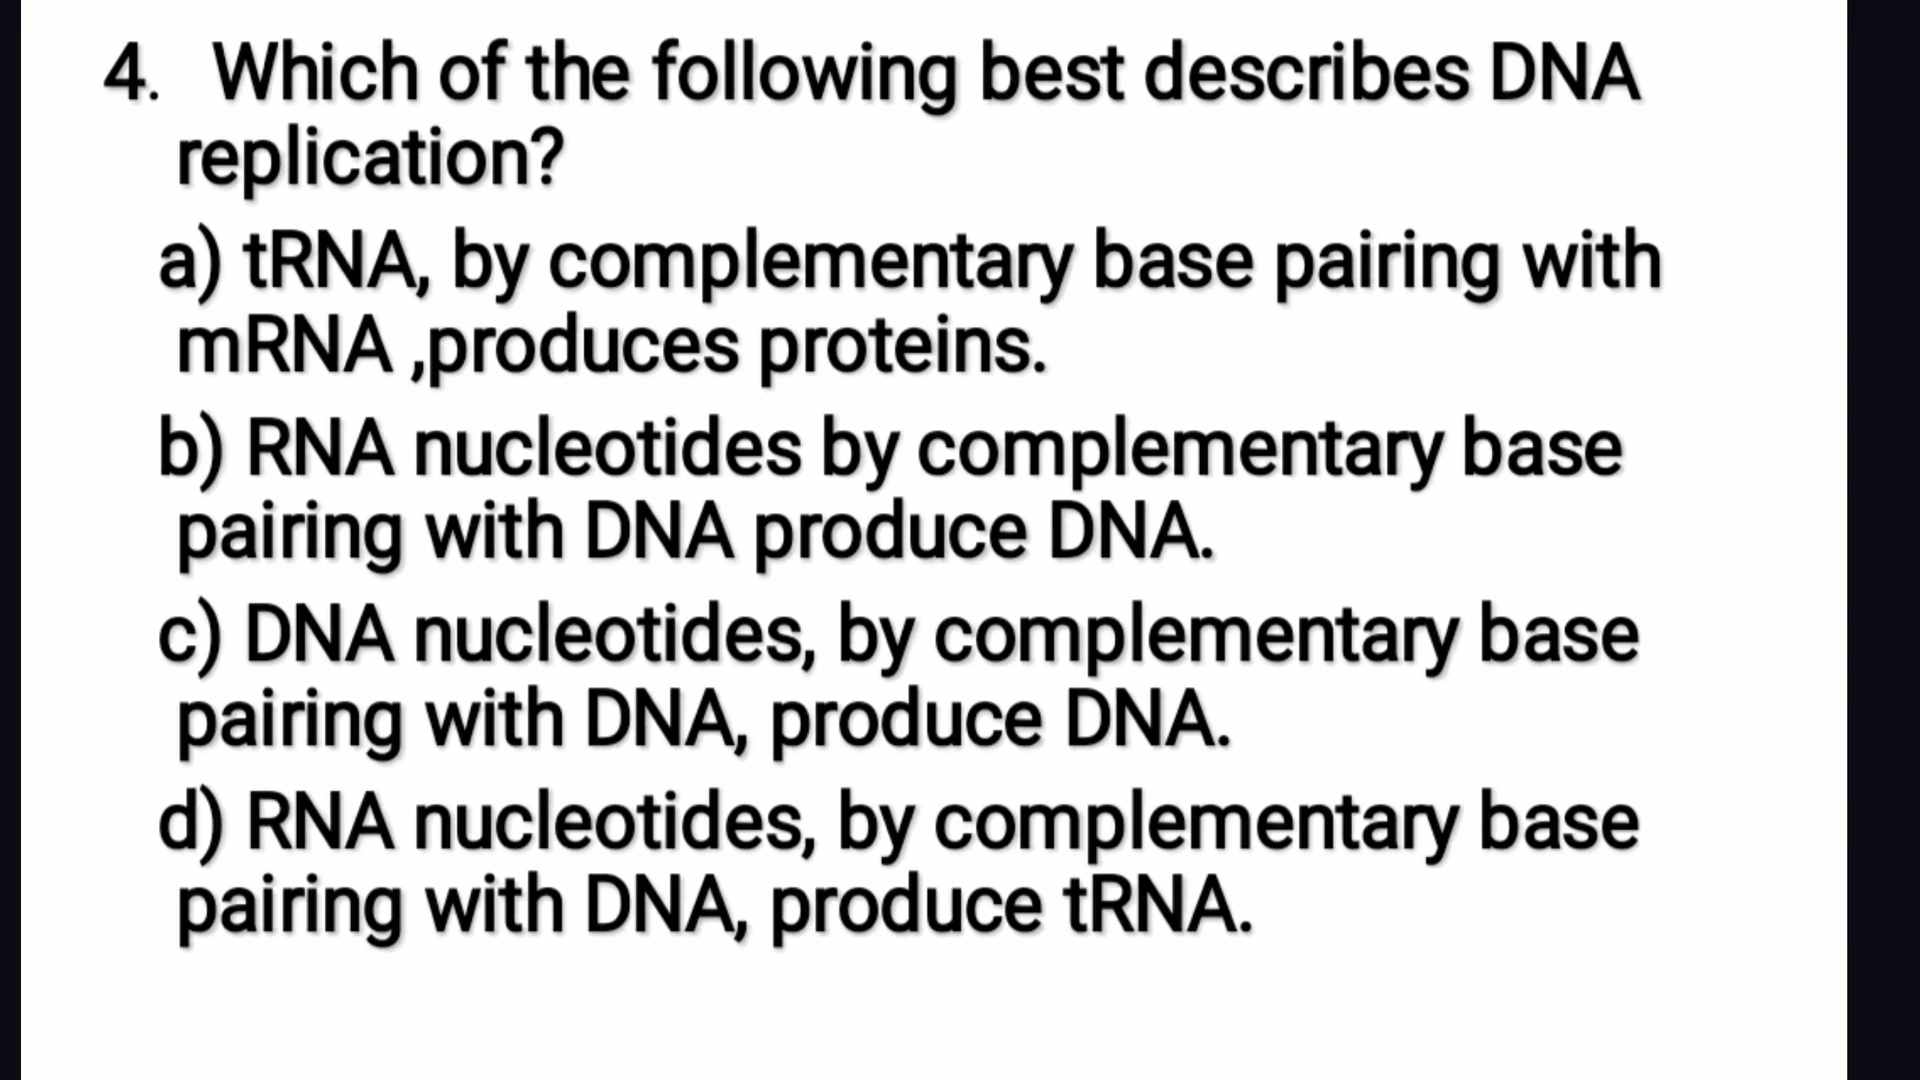 4. Which of the following best describes DNA
replication?
a) tRNA, by complementary base pairing with
mRNA ,produces proteins.
b) RNA nucleotides by complementary base
pairing with DNA produce DNA.
c) DNA nucleotides, by complementary base
pairing with DNA, produce DNA.
d) RNA nucleotides, by complementary base
pairing with DNA, produce tRNA.